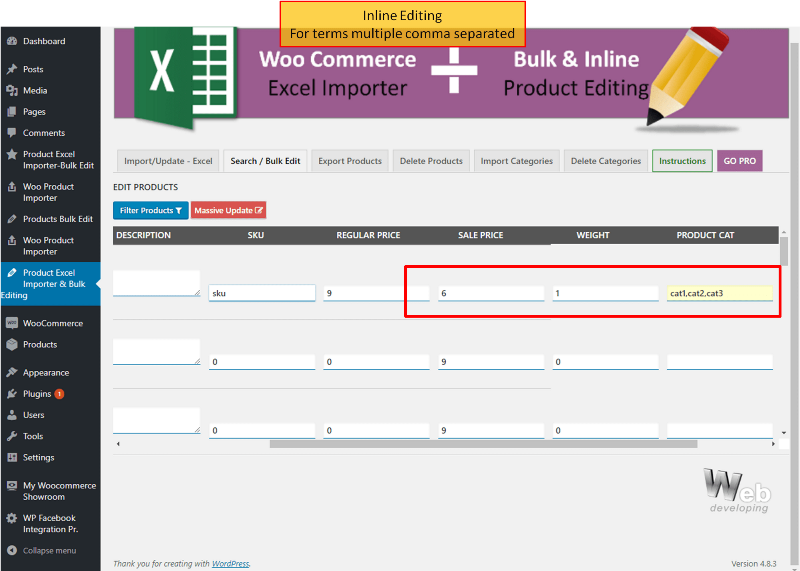 Inline Editing
For terms multiple comma separated
X
Woo Commerce
Excel Importer
Bulk & Inline
Product Editing
Dashboard
Posts
Media
Pages
Comments
Product Excel
Importer-Bulk Edit
Woo Product
Importer
Products Bulk Edit
Woo Product
Importer
Product Excel
Importer & Bulk
Editing
WooCommerce
Products
Appearance
Plugins 1
Users
Tools
Settings
My Woocommerce
Showroom
WP Facebook
Integration Pr.
Collapse menu
Import/Update - Excel Search / Bulk Edit Export Products Delete Products Import Categories Delete Categories Instructions GO PRO
EDIT PRODUCTS
Filter Products Massive Update
DESCRIPTION SKU REGULAR PRICE SALE PRICE WEIGHT PRODUCT CAT
sku 9 6 1 cat1,cat2,cat3
0 0 9 0
0 0 9 0
Web
developing
Thank you for creating with WordPress. Version 4.8.3